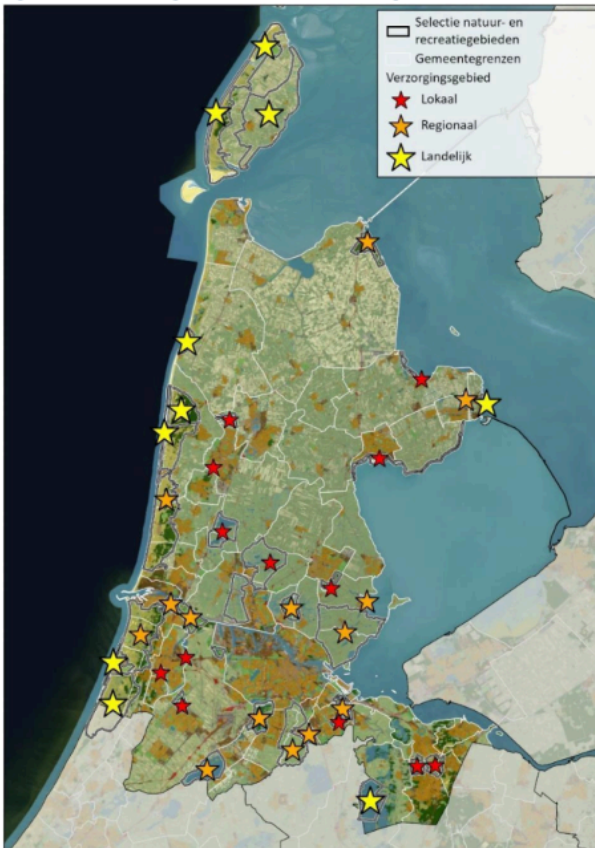 Selectie natuur- en
recreatiegebieden
Gemeentegrenzen
Verzorgingsgebied
Lokaal
Regionaal
Landelijk